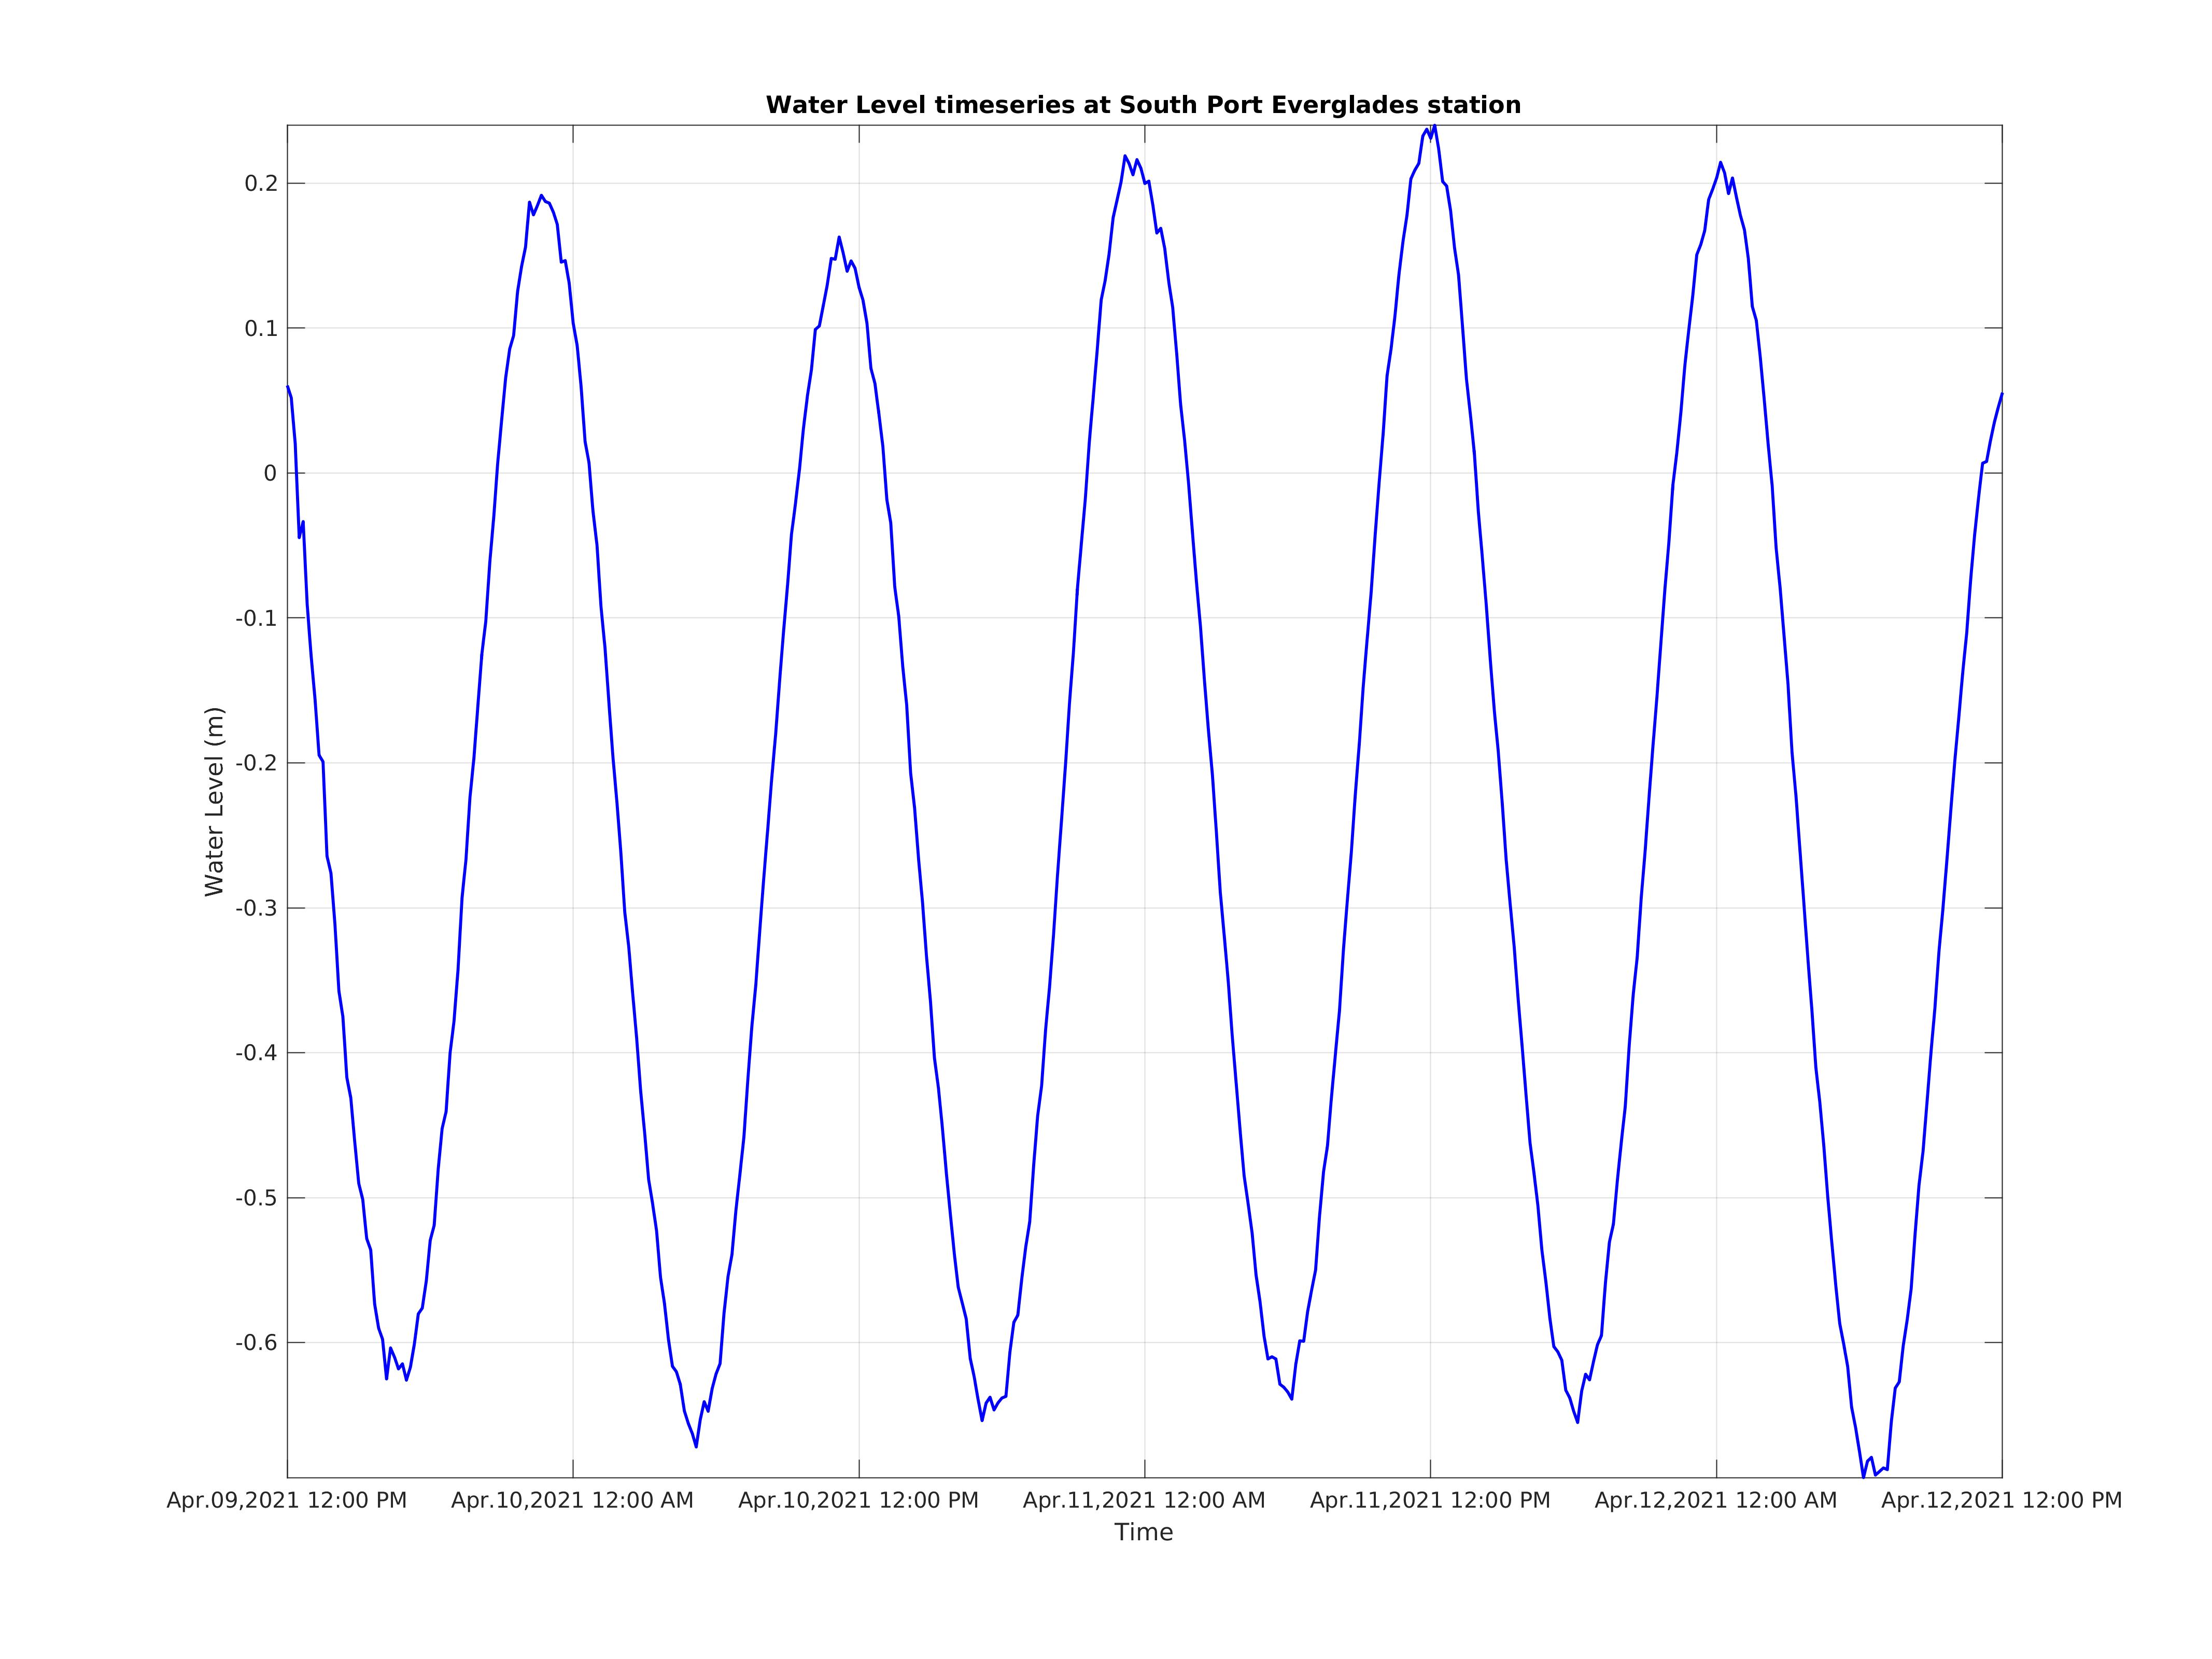 Water Level timeseries at South Port Everglades station
0.2
0.1
0
-0.1
-0.2
-0.3
-0.4
-0.5
-0.6
Water Level (m)
Apr.09,2021 12:00 PM Apr.10,2021 12:00 AM Apr.10,2021 12:00 PM Apr.11,2021 12:00 AM Apr.11,2021 12:00 PM Apr.12,2021 12:00 AM Apr.12,2021 12:00 PM
Time